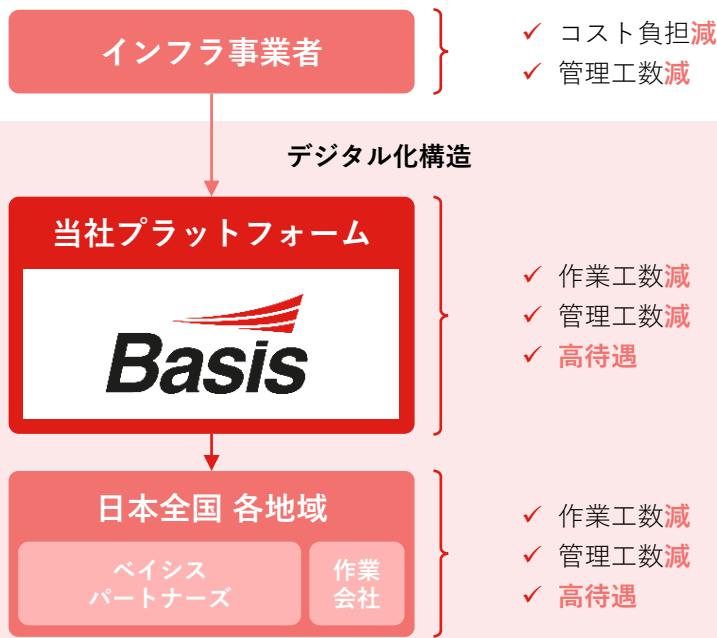 インフラ事業者
✓ コスト負担減
✓ 管理工数減
デジタル化構造
当社プラットフォーム
Basis
✓ 作業工数減
✓ 管理工数減
✓ 高待遇
日本全国 各地域
ベイシス
パートナーズ
作業
会社
✓ 作業工数減
✓ 管理工数減
✓ 高待遇